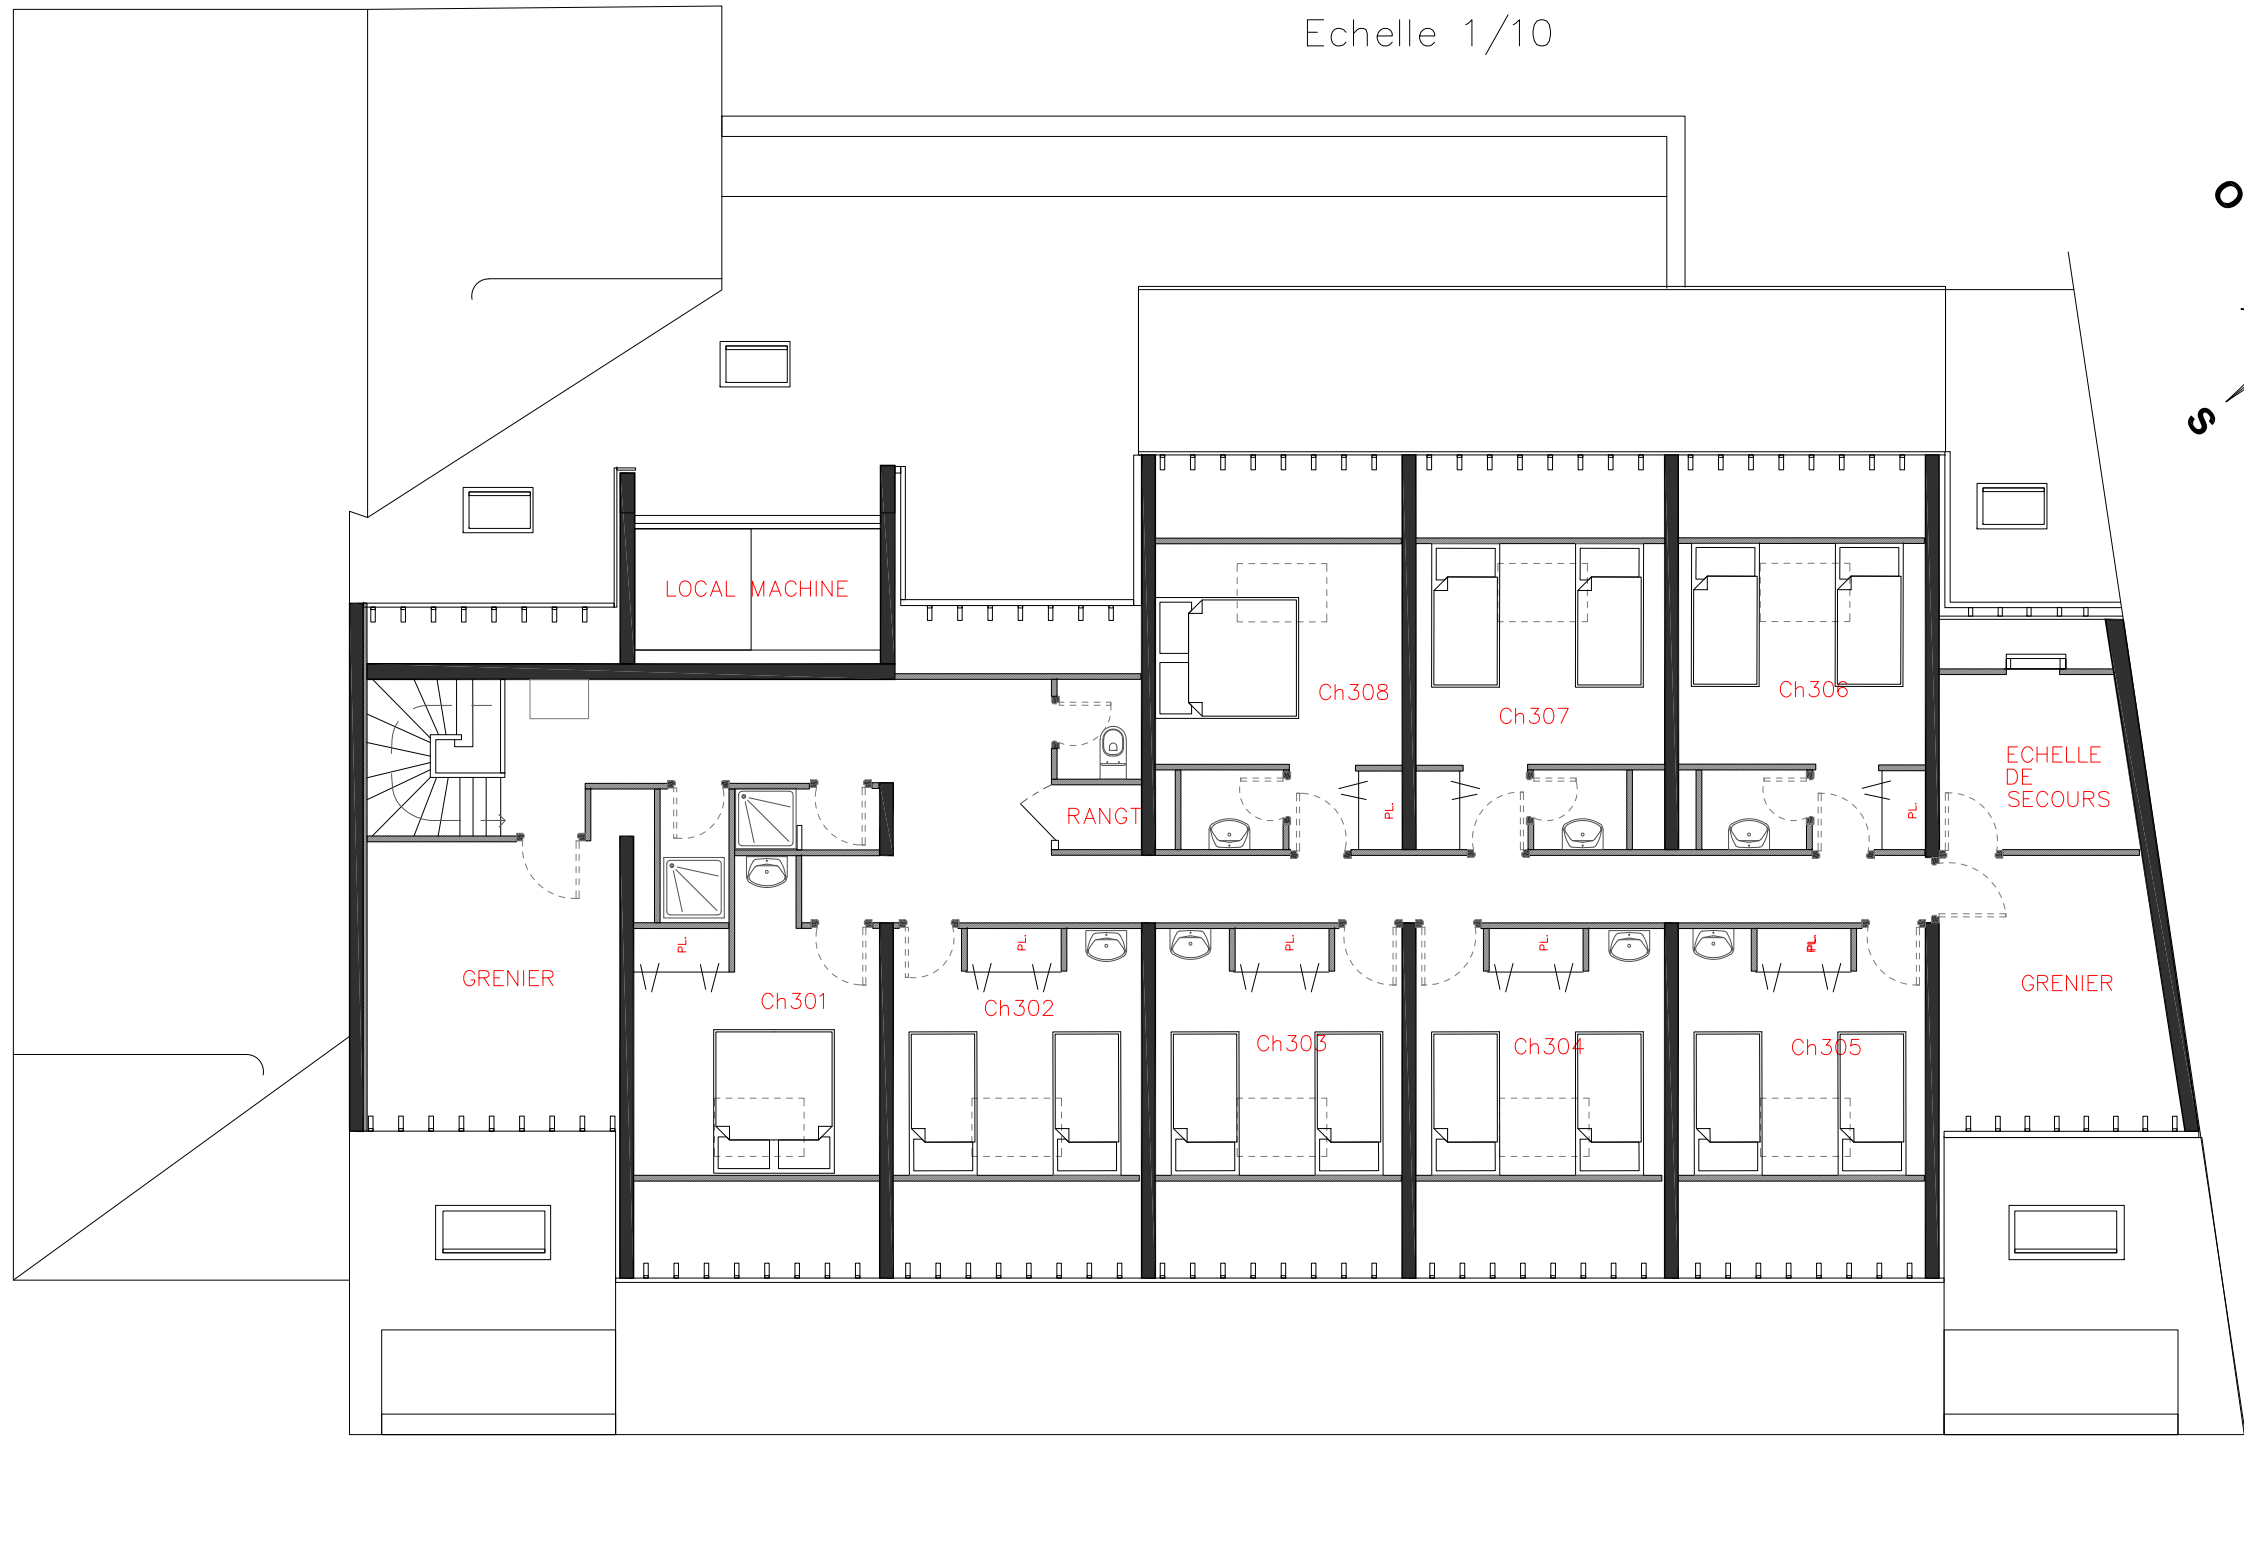 Echelle 1/10
O
S
LOCAL MACHINE
Ch308
Ch307
Ch306
ECHELLE
DE
SECOURS
RANGT
PL.
PL.
GRENIER
PL.
Ch301
PL.
Ch302
PL.
Ch303
PL.
Ch304
PL.
Ch305
GRENIER